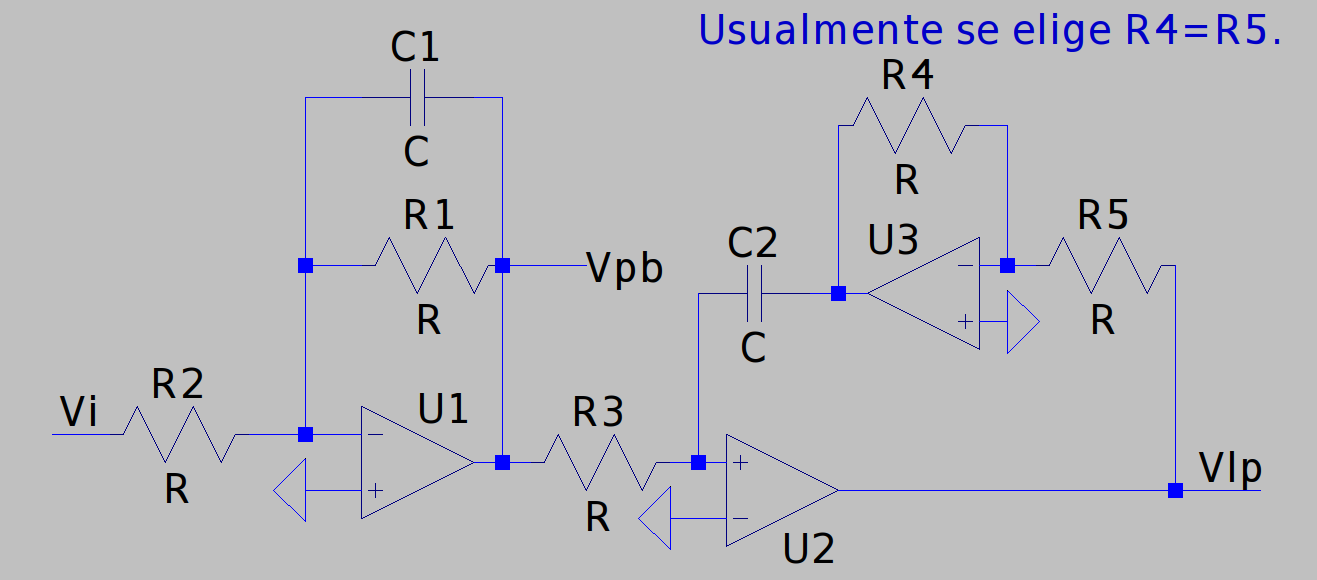 Usualmente se elige R4=R5.
C1
R4
C
R
R1
R5
C2
U3
Vpb
R
C
R
R2
Vi
U1
R3
Vlp
R
R
U2